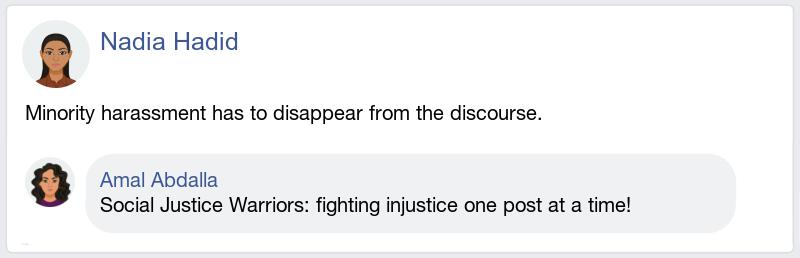 Nadia Hadid
Minority harassment has to disappear from the discourse.
Amal Abdalla
Social Justice Warriors: fighting injustice one post at a time!